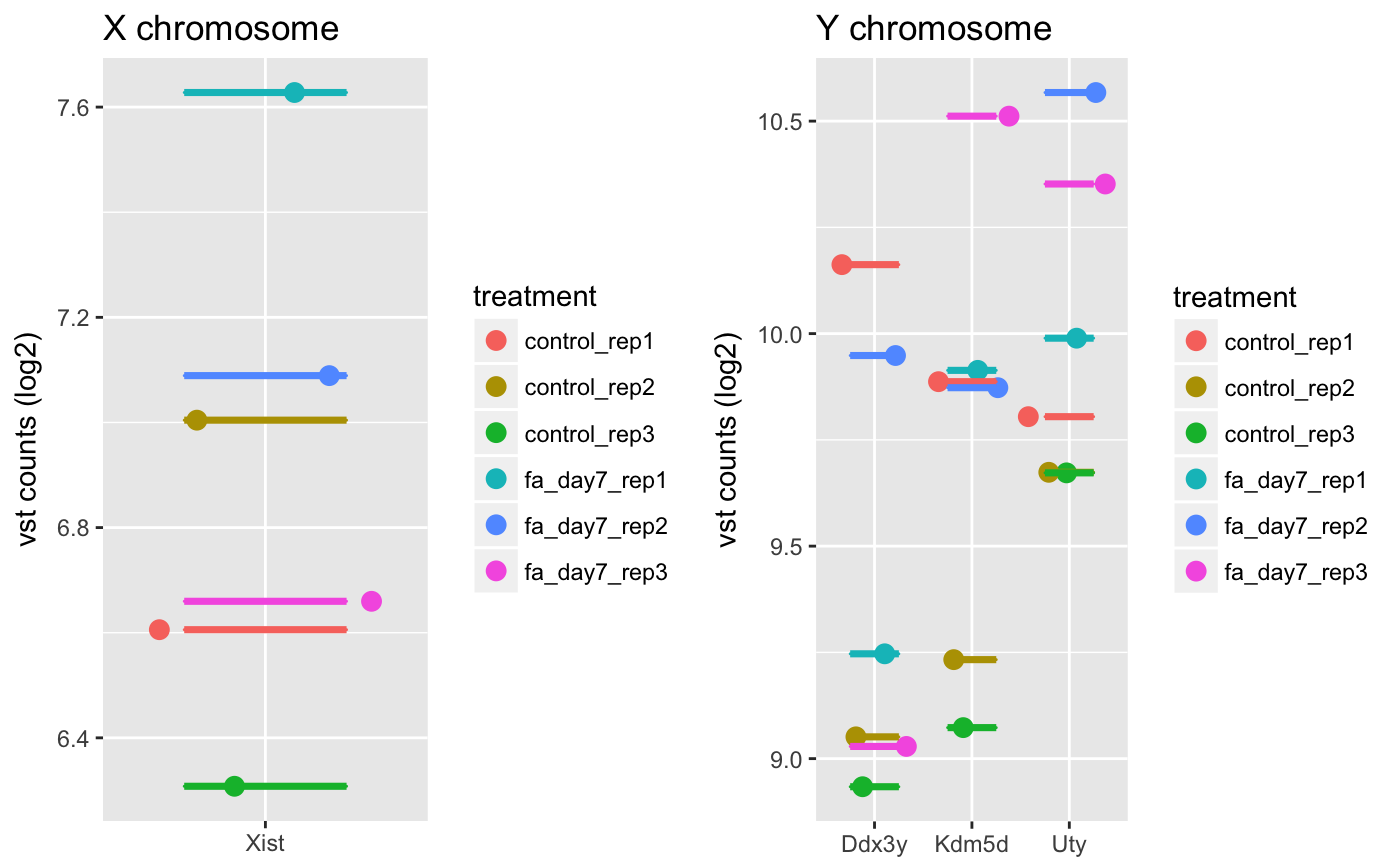 X chromosome
vst counts (log2)
7.6
7.2
6.8
6.4
Xist
treatment
control_rep1
control_rep2
control_rep3
fa_day7_rep1
fa_day7_rep2
fa_day7_rep3
Y chromosome
vst counts (log2)
10.5
10.0
9.5
9.0
Ddx3y Kdm5d Uty
treatment
control_rep1
control_rep2
control_rep3
fa_day7_rep1
fa_day7_rep2
fa_day7_rep3